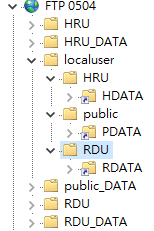 FTP 0504
HRU
HRU_DATA
localuser
HRU
HDATA
public
PDATA
RDU
RDATA
public_DATA
RDU
RDU_DATA